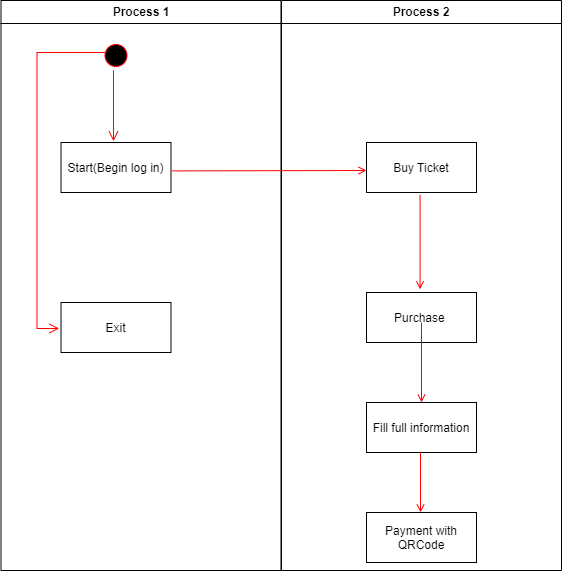 Process 1
Process 2
Start(Begin log in)
Buy Ticket
Exit
Purchase
Fill full information
Payment with
QRCode